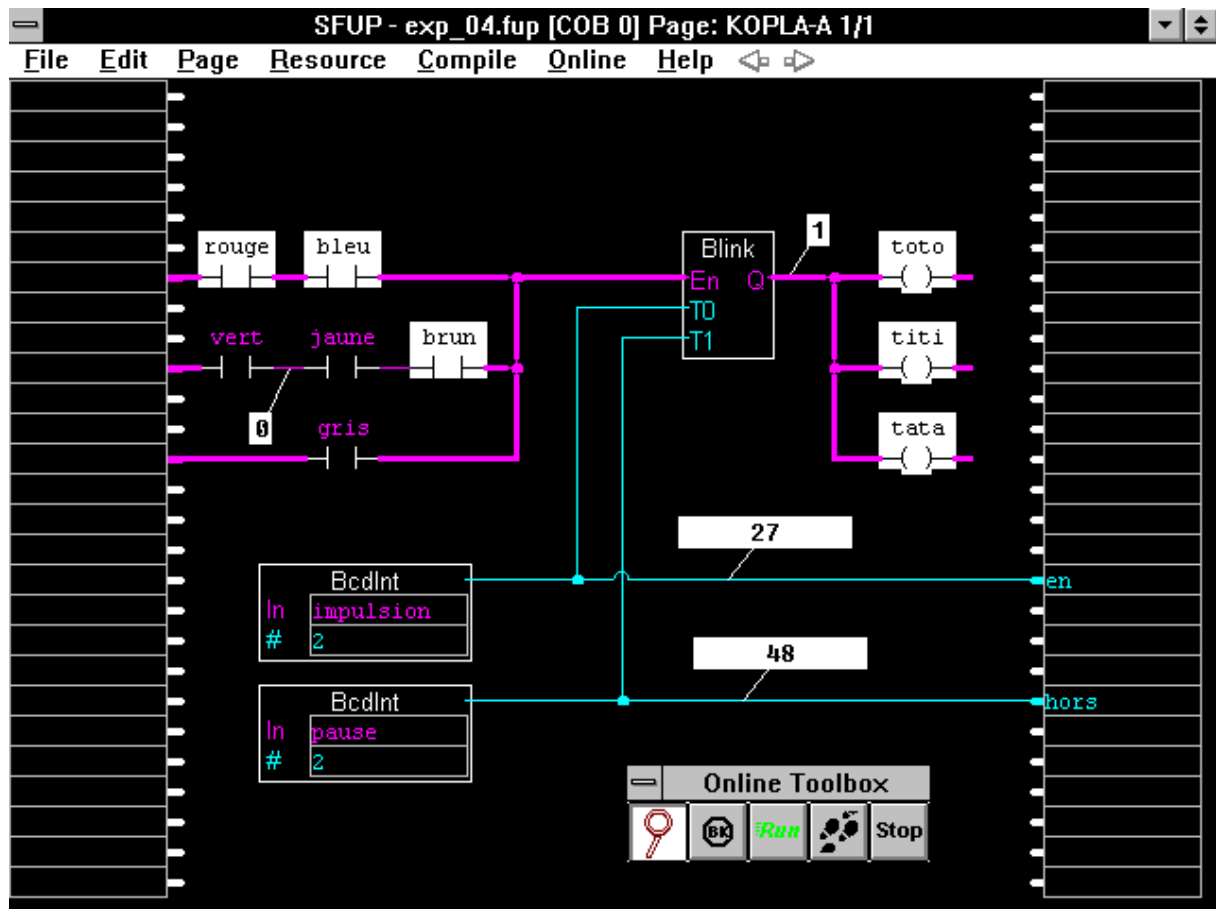 SFUP - exp_04.fup [COB 0] Page: KOPLA-A 1/1
File Edit Page Resource Compile Online Help
rouge bleu Blink 1 toto
En Q
T0
vert jaune brun T1 titi
0 gris tata
27
BcdInt en
In impulsion
# 2
48
BcdInt hors
In pause
# 2
Online Toolbox
BK Run Stop